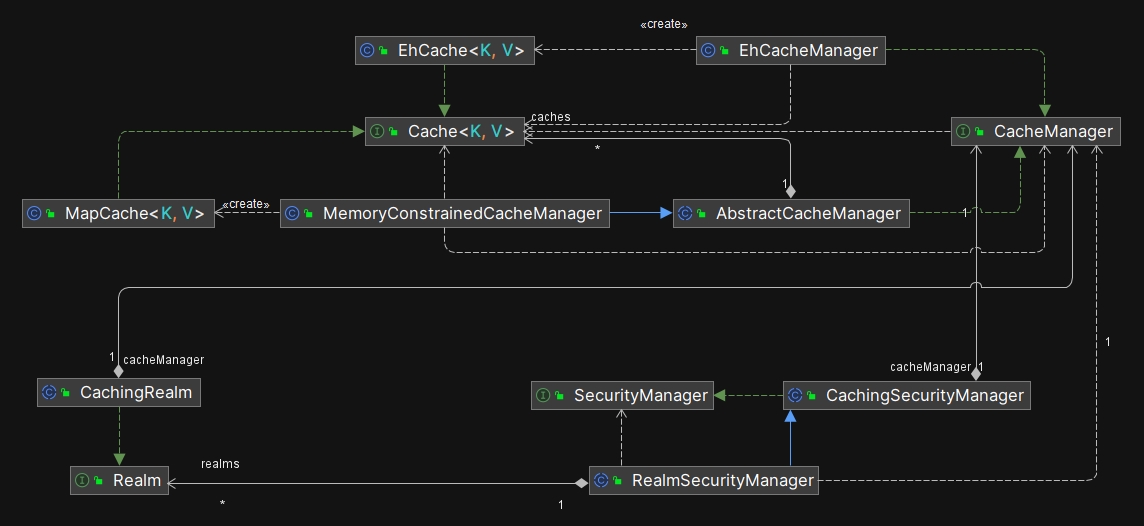 «create»
EhCache<K, V>
EhCacheManager
caches
Cache<K, V>
CacheManager
*
«create»
1
MapCache<K, V>
MemoryConstrainedCacheManager
AbstractCacheManager
1
1
1
cacheManager
cacheManager
1
CachingRealm
SecurityManager
CachingSecurityManager
realms
Realm
RealmSecurityManager
*
1